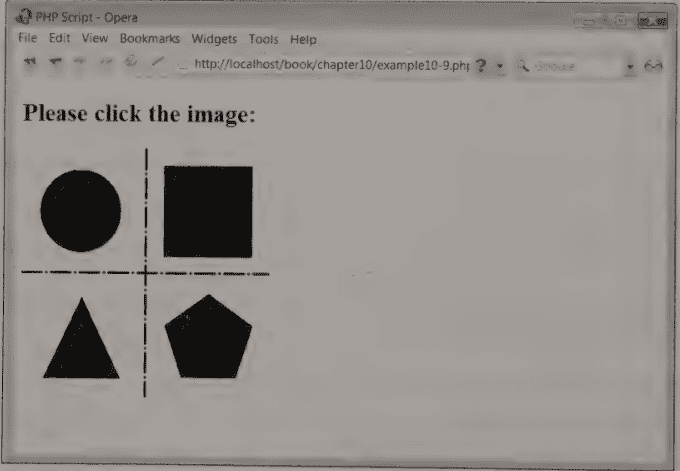 PHP Script - Opera
File Edit View Bookmarks Widgets Tools Help
http://localhost/book/chapter10/example10-9.php ?
Please click the image: